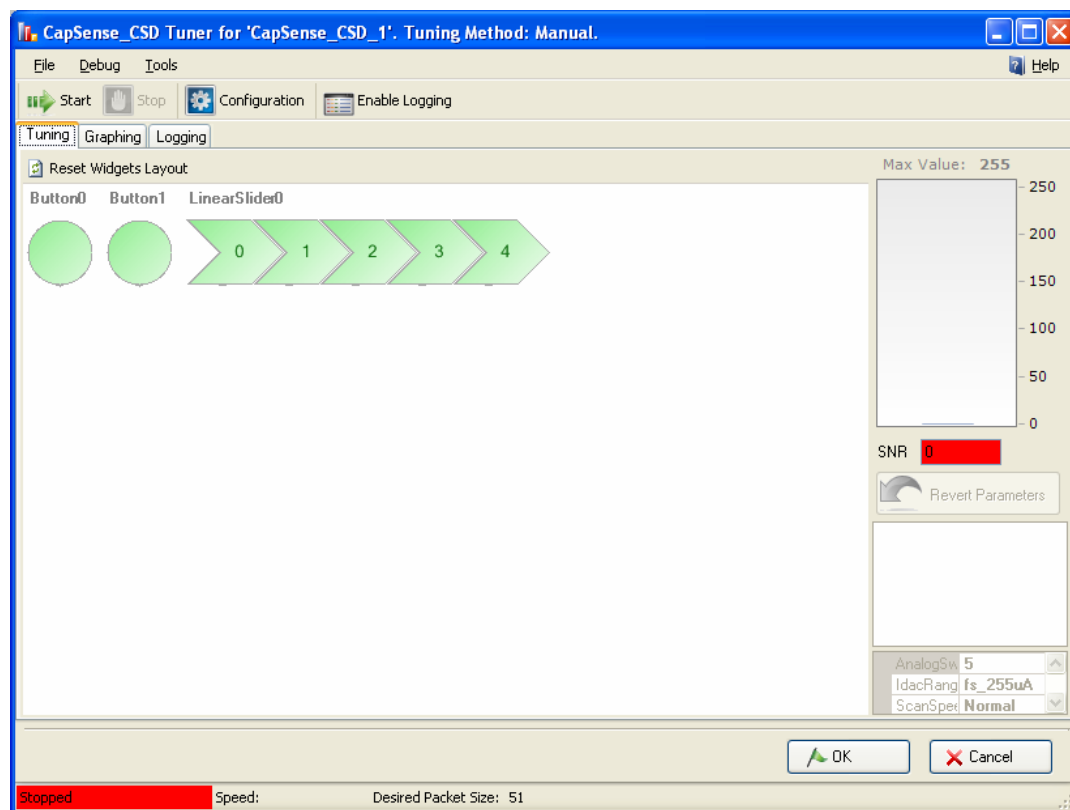 CapSense_CSD Tuner for 'CapSense_CSD_1'. Tuning Method: Manual.
File Debug Tools Help
Start Stop Configuration Enable Logging
Tuning Graphing Logging
Reset Widgets Layout
Max Value: 255
Button0 Button1 LinearSlider0
0 1 2 3 4
250
200
150
100
50
0
SNR 0
Revert Parameters
AnalogSw 5
IdacRang fs_255uA
ScanSpee Normal
OK Cancel
Stopped Speed: Desired Packet Size: 51